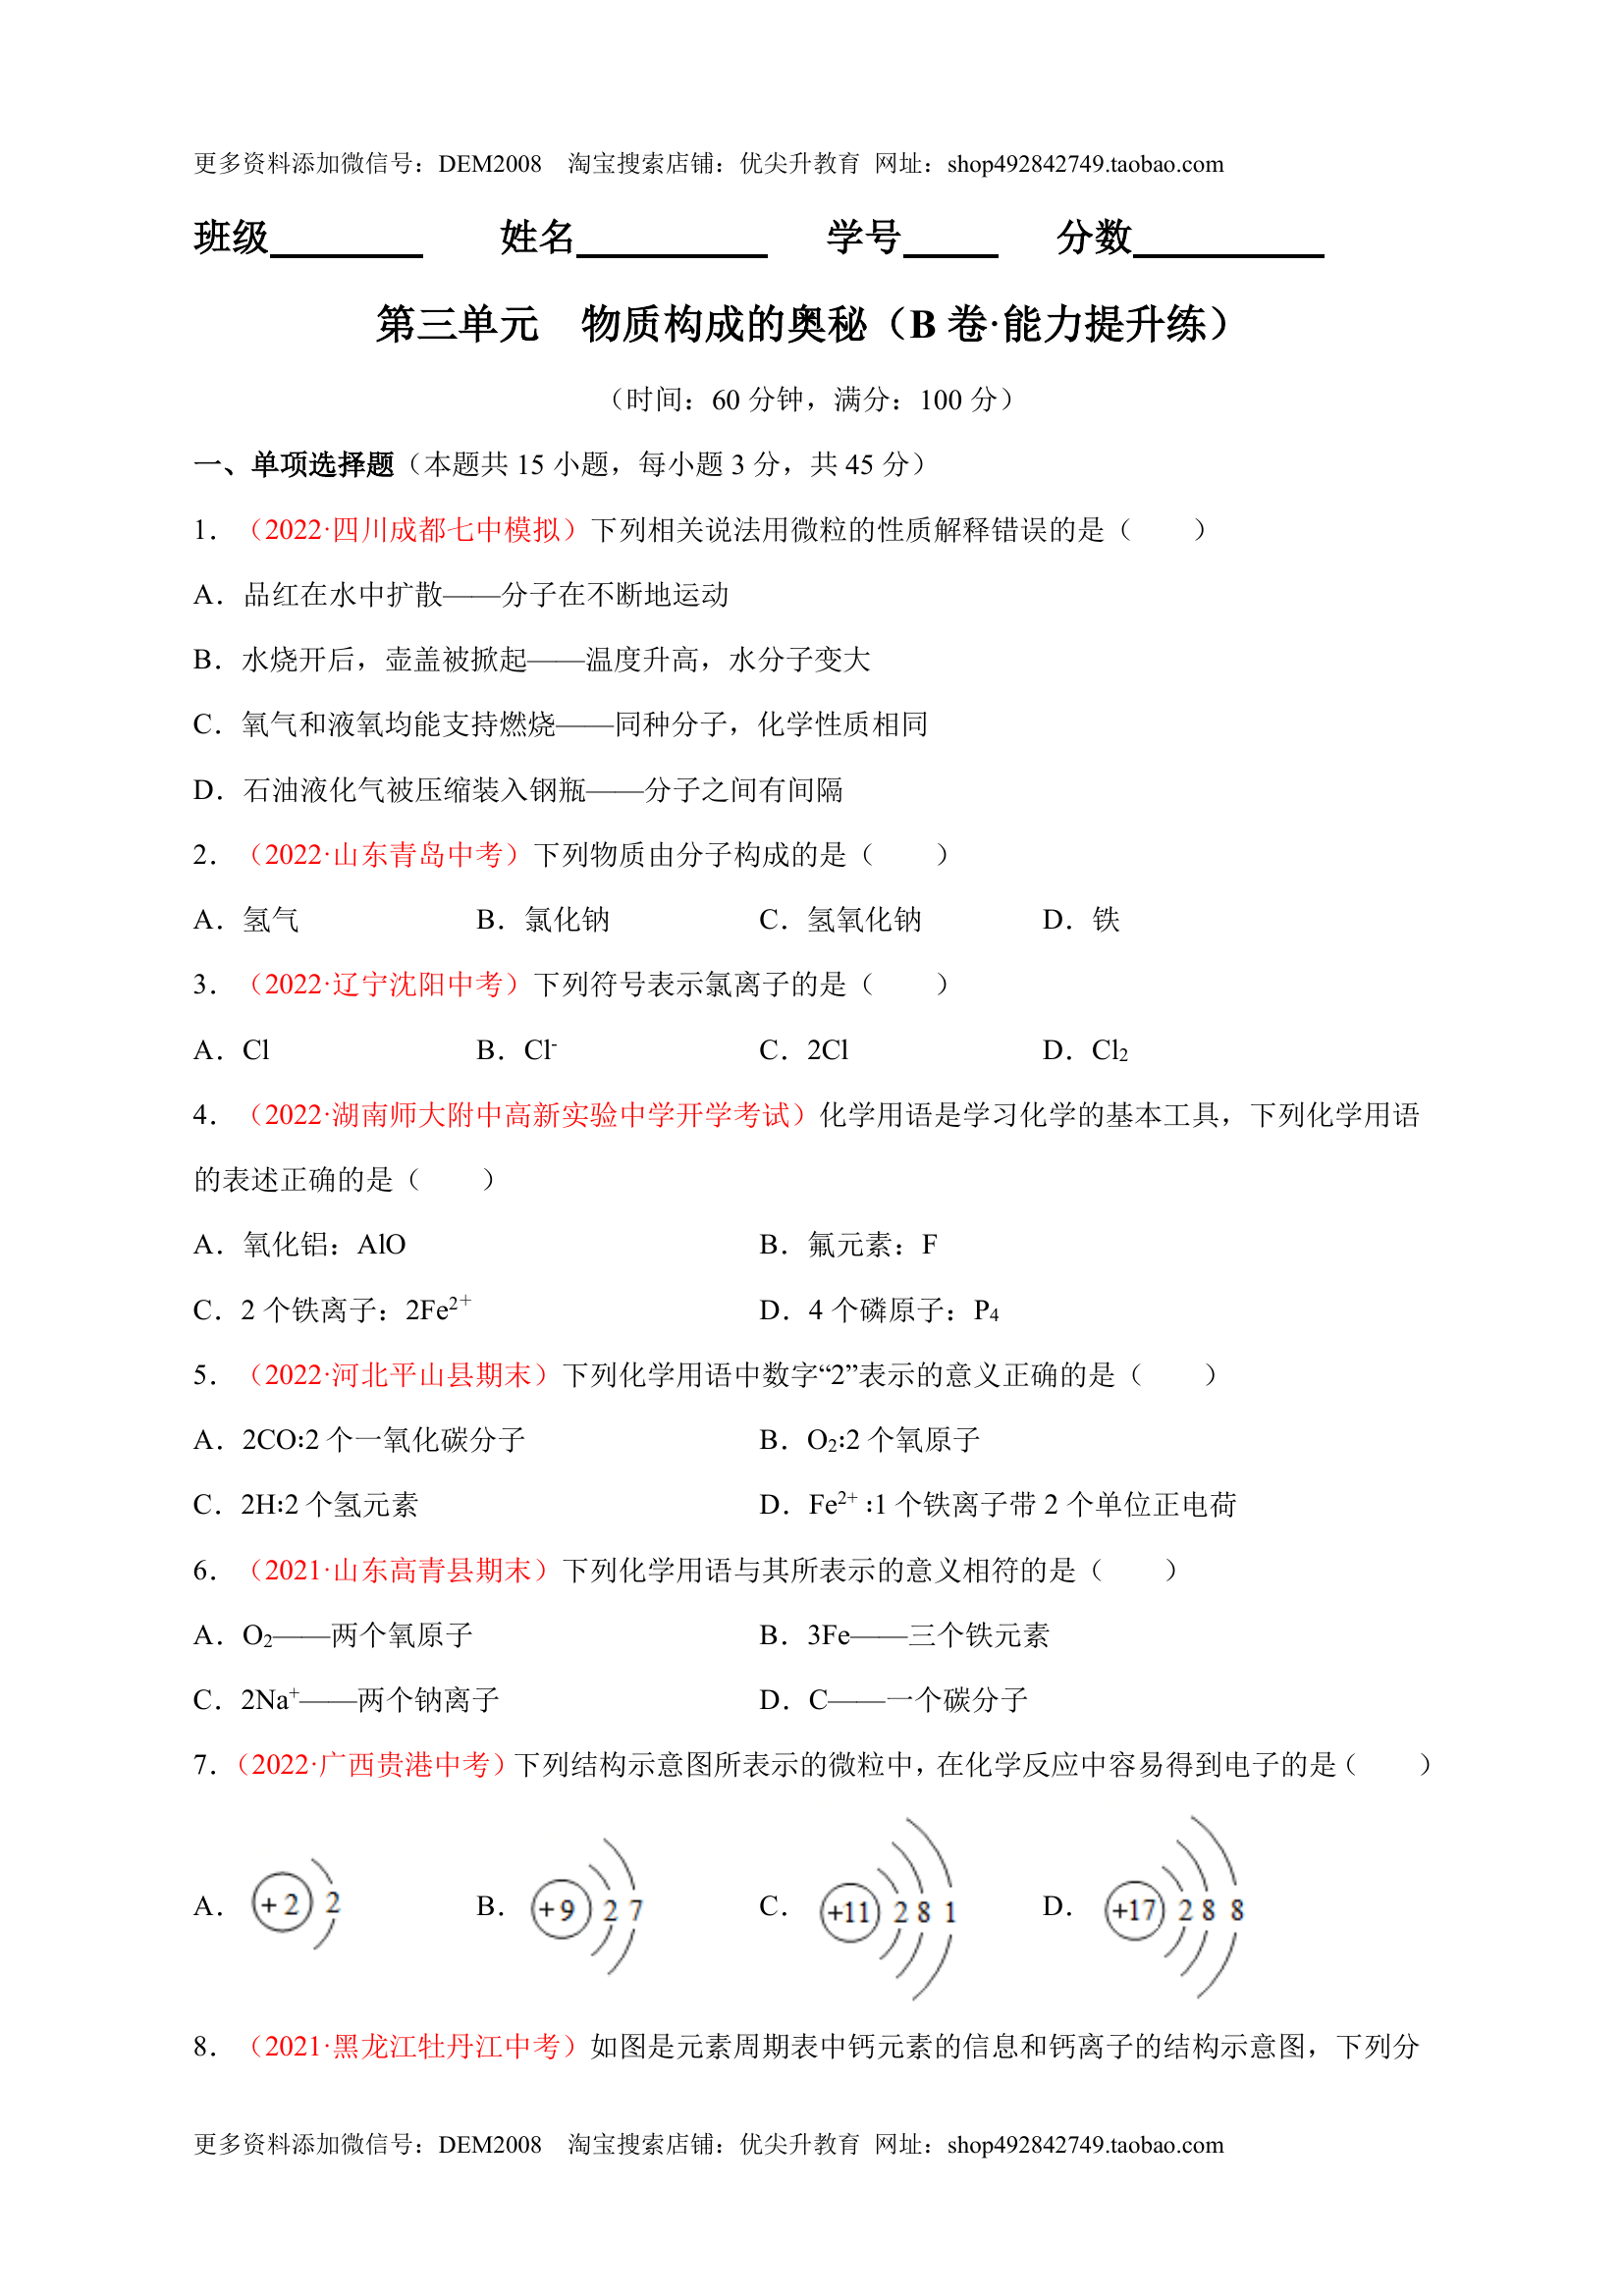 更多资料添加微信号：DEM2008　淘宝搜索店铺：优尖升教育 网址：shop492842749.taobao.com
班级________　姓名__________　学号_____　分数__________
第三单元　物质构成的奥秘（B 卷·能力提升练）
（时间：60 分钟，满分：100 分）
一、单项选择题（本题共 15 小题，每小题 3 分，共 45 分）
1．（2022·四川成都七中模拟）下列相关说法用微粒的性质解释错误的是（　　）
A．品红在水中扩散——分子在不断地运动
B．水烧开后，壶盖被掀起——温度升高，水分子变大
C．氧气和液氧均能支持燃烧——同种分子，化学性质相同
D．石油液化气被压缩装入钢瓶——分子之间有间隔
2．（2022·山东青岛中考）下列物质由分子构成的是（　　）
A．氢气　B．氯化钠　C．氢氧化钠　D．铁
3．（2022·辽宁沈阳中考）下列符号表示氯离子的是（　　）
A．Cl　B．Cl⁻　C．2Cl　D．Cl₂
4．（2022·湖南师大附中高新实验中学开学考试）化学用语是学习化学的基本工具，下列化学用语
的表述正确的是（　　）
A．氧化铝：AlO　B．氟元素：F
C．2 个铁离子：2Fe²⁺　D．4 个磷原子：P₄
5．（2022·河北平山县期末）下列化学用语中数字“2”表示的意义正确的是（　　）
A．2CO:2 个一氧化碳分子　B．O₂:2 个氧原子
C．2H:2 个氢元素　D．Fe²⁺ :1 个铁离子带 2 个单位正电荷
6．（2021·山东高青县期末）下列化学用语与其所表示的意义相符的是（　　）
A．O₂——两个氧原子　B．3Fe——三个铁元素
C．2Na⁺——两个钠离子　D．C——一个碳分子
7．（2022·广西贵港中考）下列结构示意图所表示的微粒中，在化学反应中容易得到电子的是（　　）
A．+2 2　B．+9 2 7　C．+11 2 8 1　D．+17 2 8 8
8．（2021·黑龙江牡丹江中考）如图是元素周期表中钙元素的信息和钙离子的结构示意图，下列分
更多资料添加微信号：DEM2008　淘宝搜索店铺：优尖升教育 网址：shop492842749.taobao.com